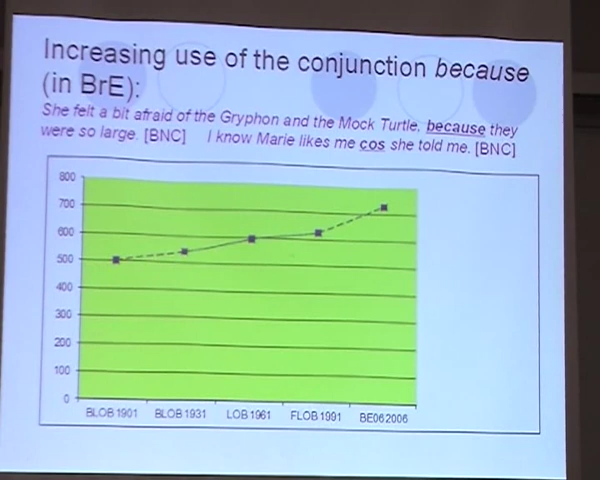 Increasing use of the conjunction because
(in BrE):
She felt a bit afraid of the Gryphon and the Mock Turtle, because they
were so large. [BNC] I know Marie likes me cos she told me. [BNC]
800
700
600
500
400
300
200
100
0
BLOB 1901 BLOB 1931 LOB 1961 FLOB 1991 BE06 2006